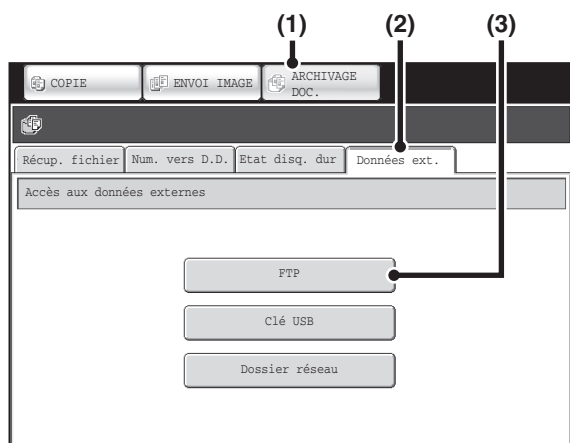 (1) (2) (3)
COPIE ENVOI IMAGE ARCHIVAGE
DOC.
Récup. fichier Num. vers D.D. Etat disq. dur Données ext.
Accès aux données externes
FTP
Clé USB
Dossier réseau